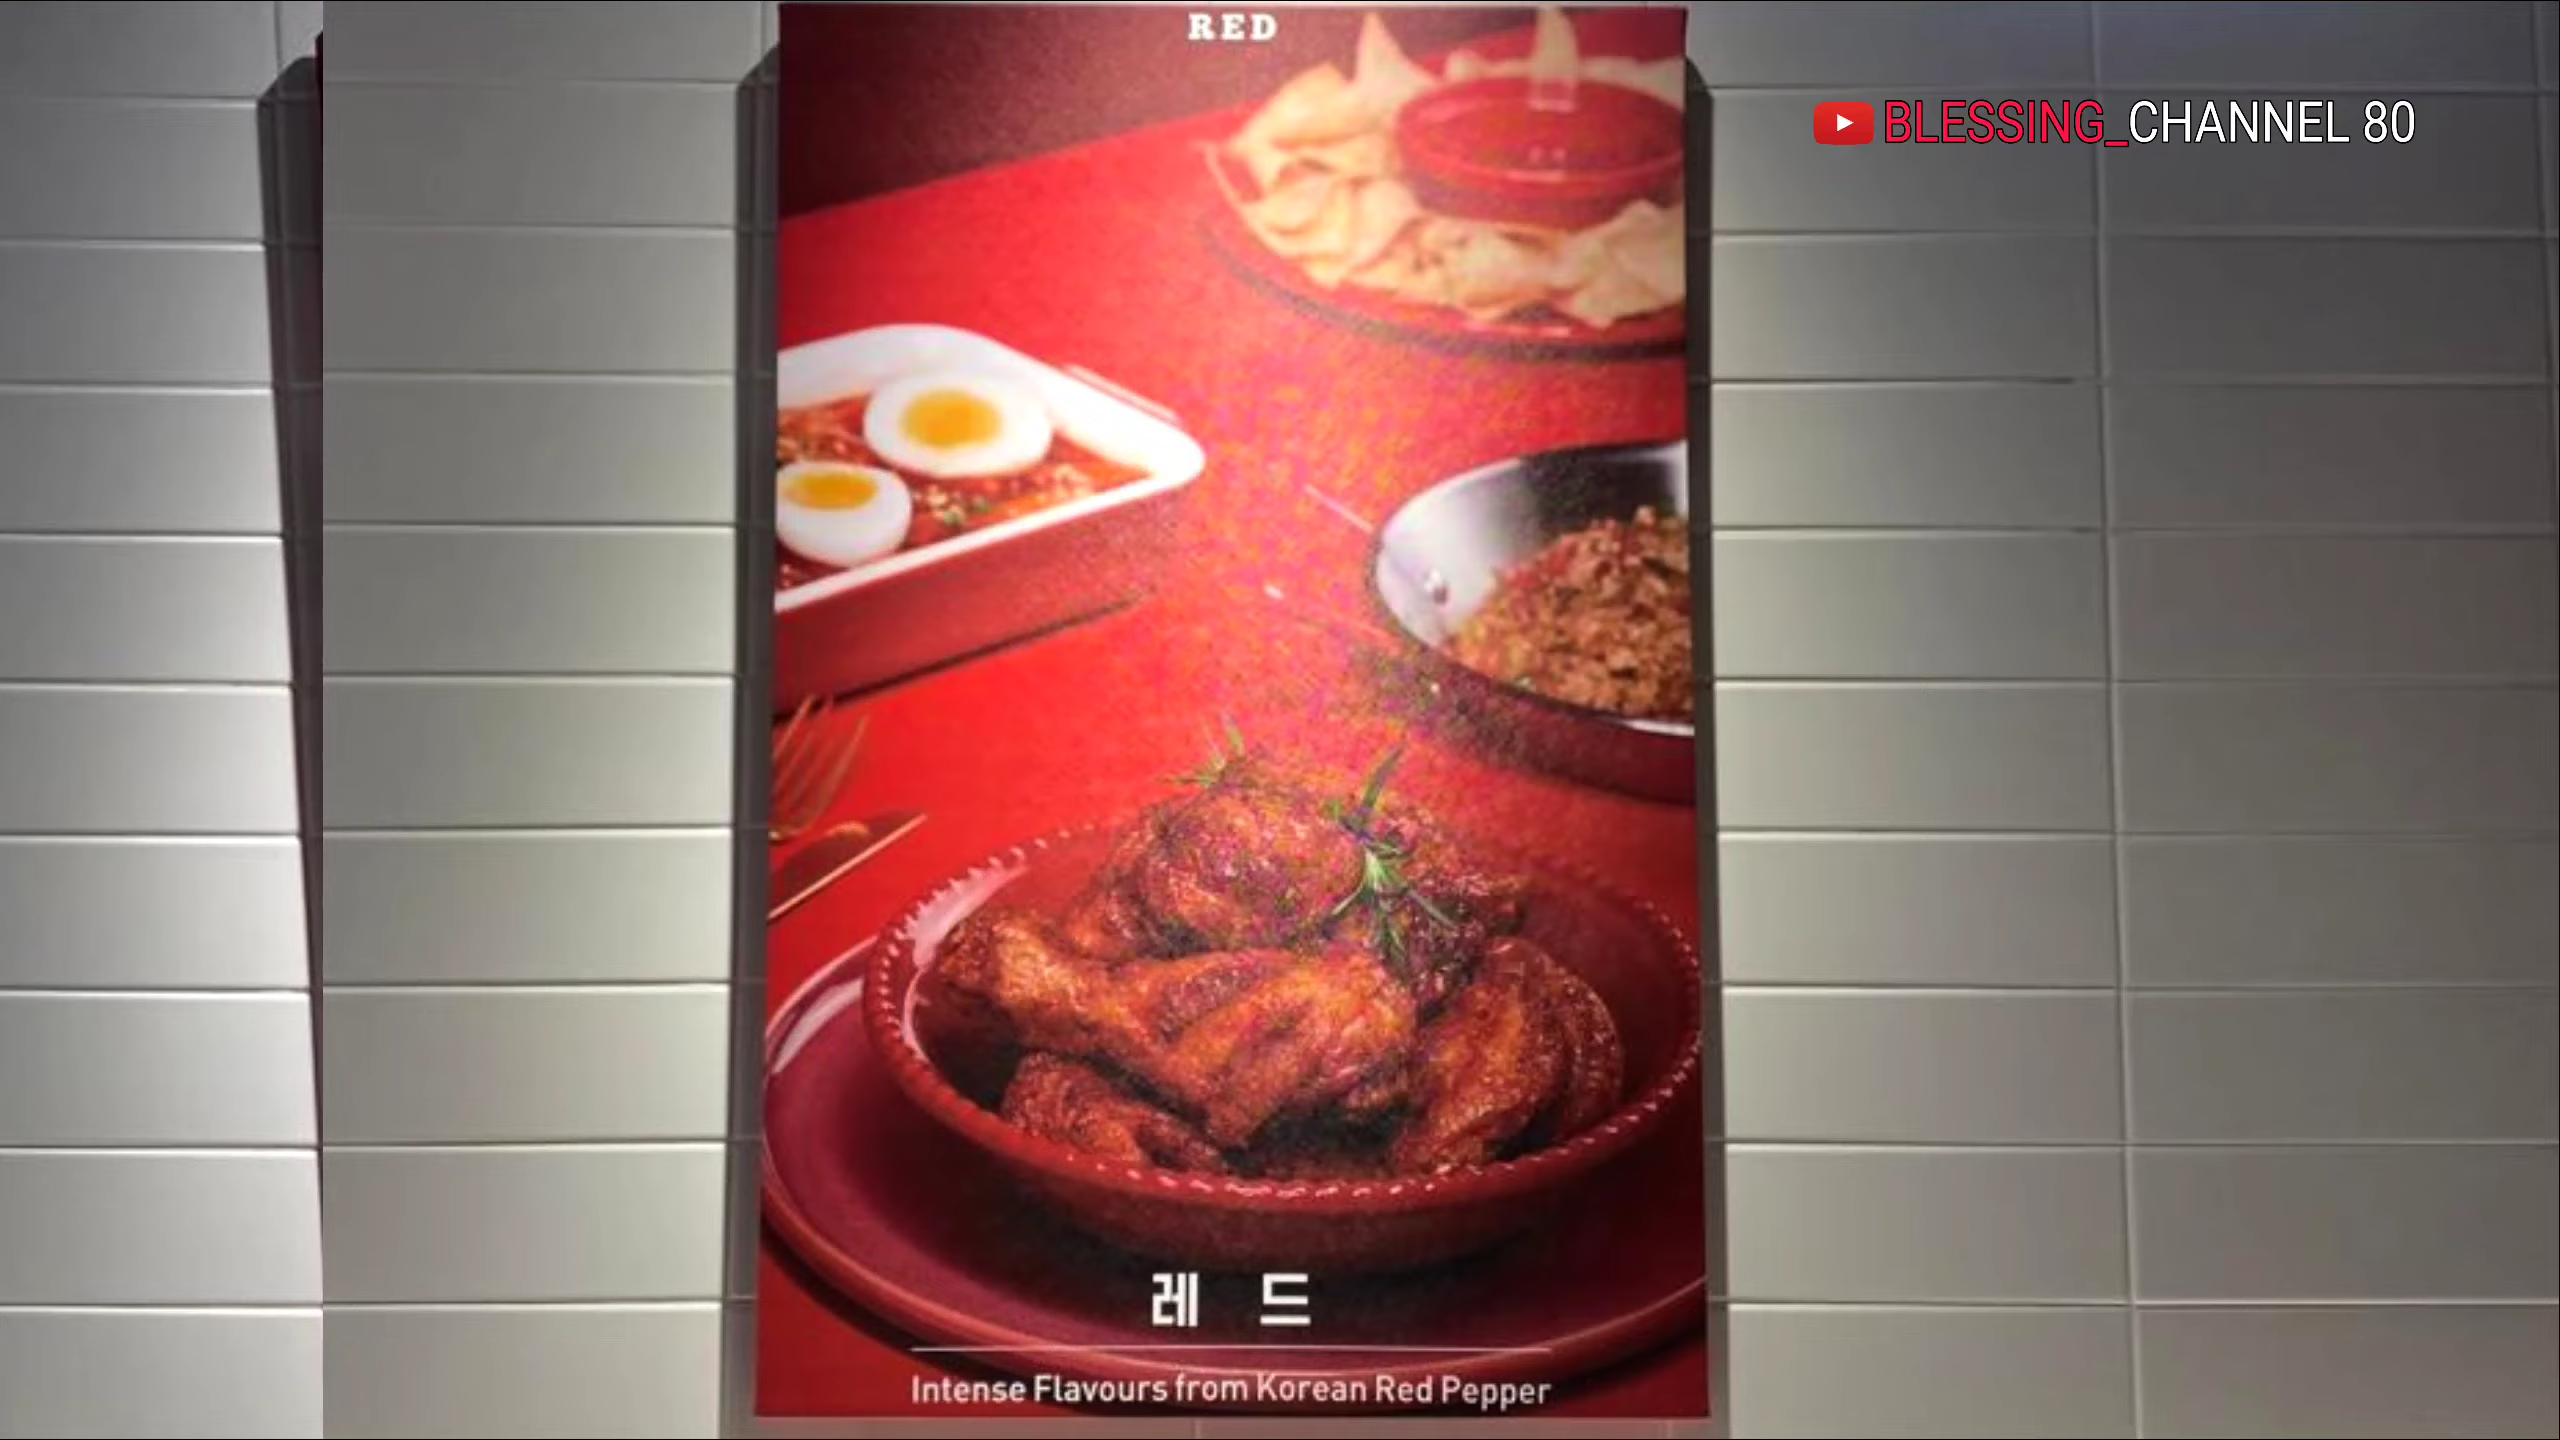 RED
BLESSING_CHANNEL 80
레 드
Intense Flavours from Korean Red Pepper